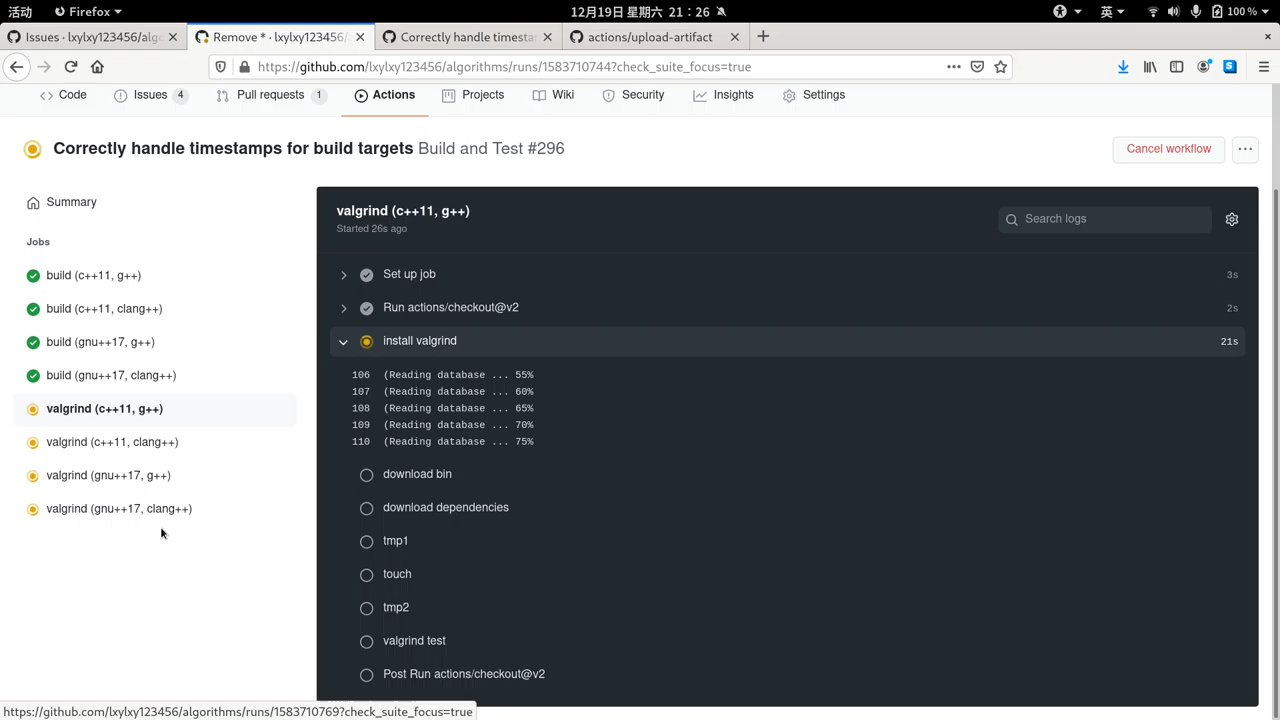 活动 Firefox 12月19日 星期六 21：26 英 100 %
Issues · lxylxy123456/algo Remove * · lxylxy123456/ Correctly handle timesta actions/upload-artifact
https://github.com/lxylxy123456/algorithms/runs/1583710744?check_suite_focus=true
Code Issues 4 Pull requests 1 Actions Projects Wiki Security Insights Settings
Correctly handle timestamps for build targets Build and Test #296 Cancel workflow
Summary
Jobs
build (c++11, g++)
build (c++11, clang++)
build (gnu++17, g++)
build (gnu++17, clang++)
valgrind (c++11, g++)
valgrind (c++11, clang++)
valgrind (gnu++17, g++)
valgrind (gnu++17, clang++)
valgrind (c++11, g++)
Started 26s ago
Search logs
Set up job 3s
Run actions/checkout@v2 2s
install valgrind 21s
106 (Reading database ... 55%
107 (Reading database ... 60%
108 (Reading database ... 65%
109 (Reading database ... 70%
110 (Reading database ... 75%
download bin
download dependencies
tmp1
touch
tmp2
valgrind test
Post Run actions/checkout@v2
https://github.com/lxylxy123456/algorithms/runs/1583710769?check_suite_focus=true